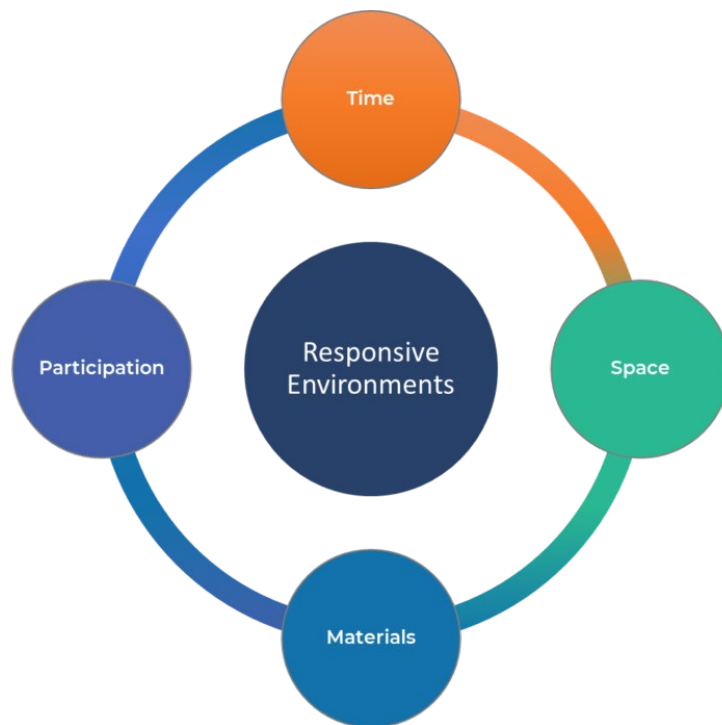 Time
Participation
Responsive
Environments
Space
Materials